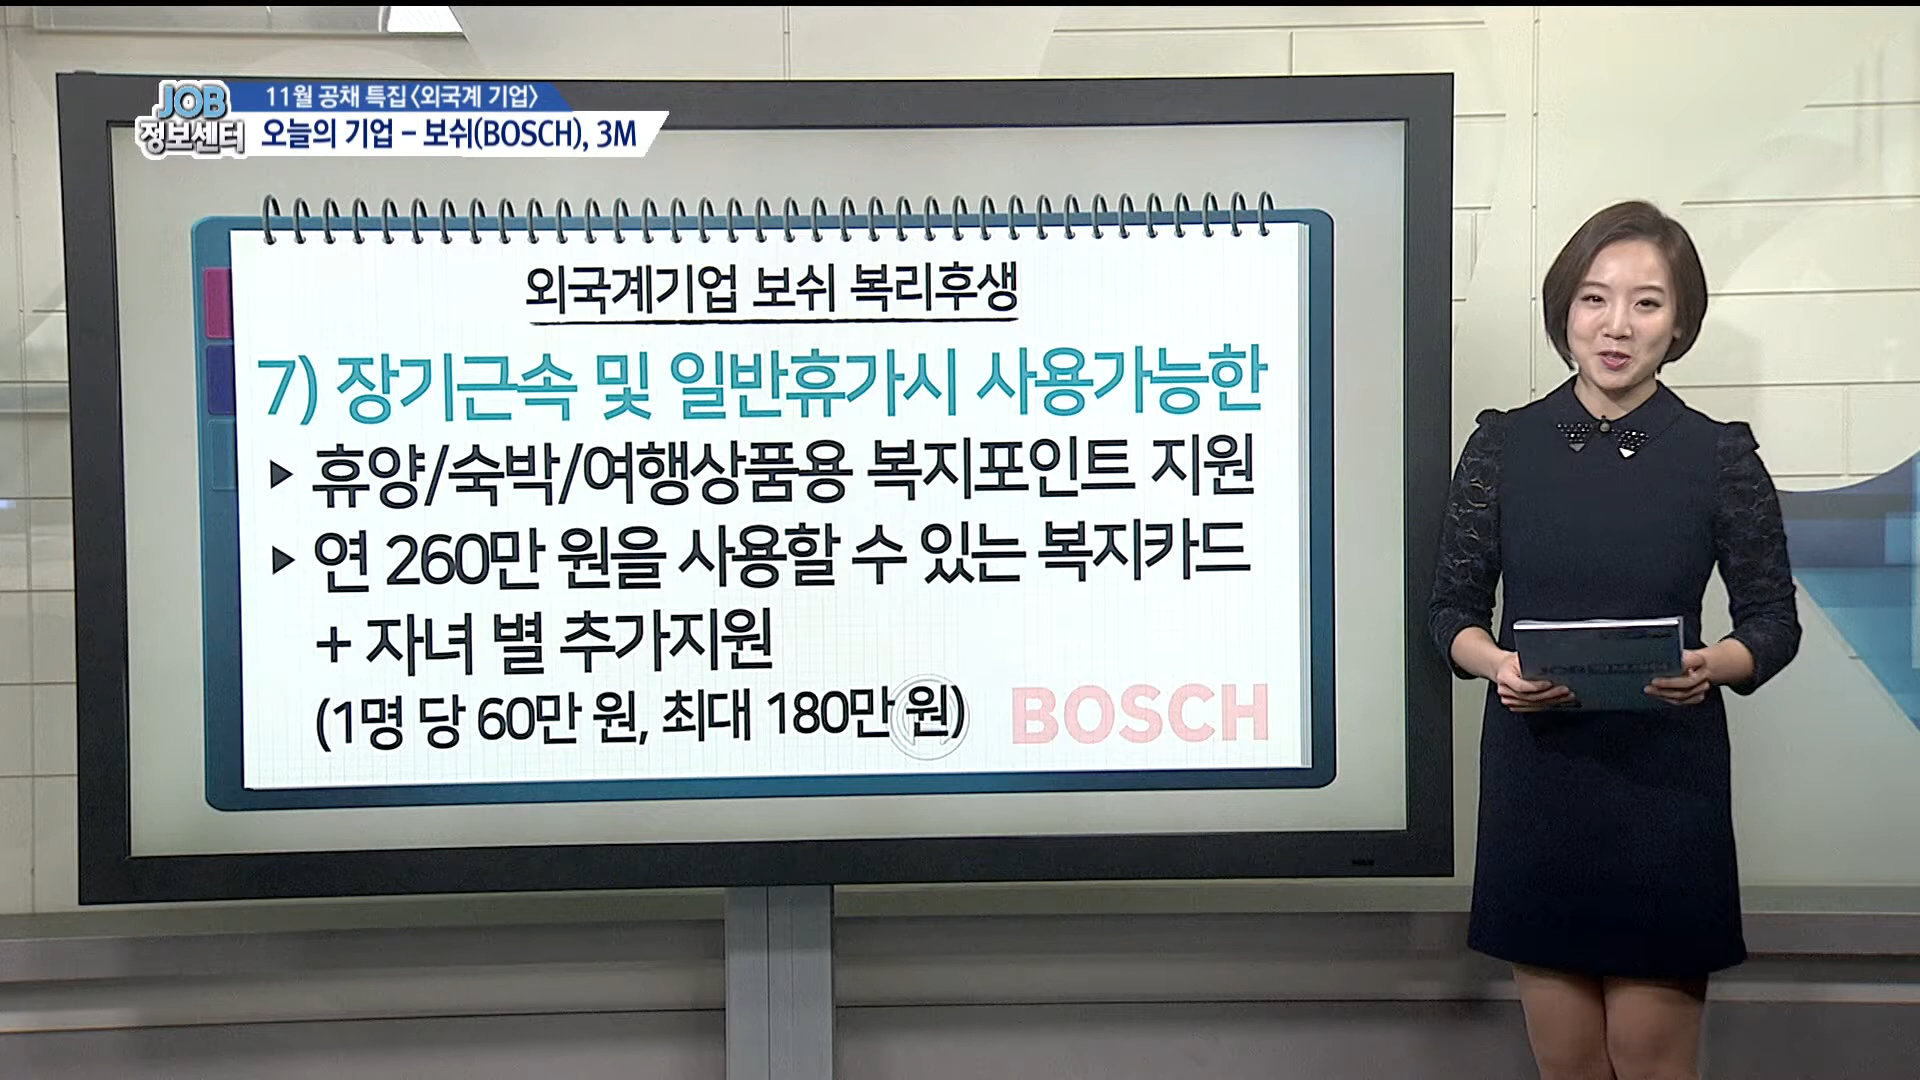 JOB
정보센터
11월 공채 특집〈외국계 기업〉
오늘의 기업 – 보쉬(BOSCH), 3M
외국계기업 보쉬 복리후생
7) 장기근속 및 일반휴가시 사용가능한
▸ 휴양/숙박/여행상품용 복지포인트 지원
▸ 연 260만 원을 사용할 수 있는 복지카드
+ 자녀 별 추가지원
(1명 당 60만 원, 최대 180만 원)
BOSCH